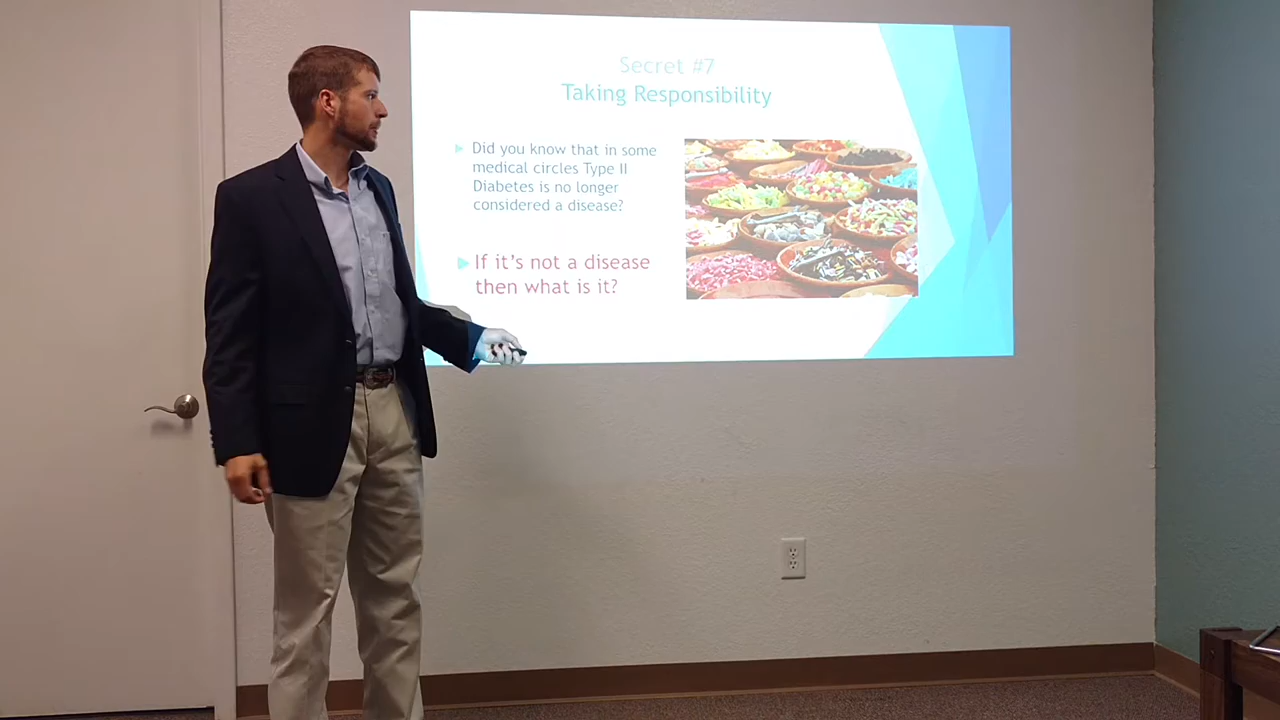 Secret #7
Taking Responsibility
Did you know that in some
medical circles Type II
Diabetes is no longer
considered a disease?
If it's not a disease
then what is it?